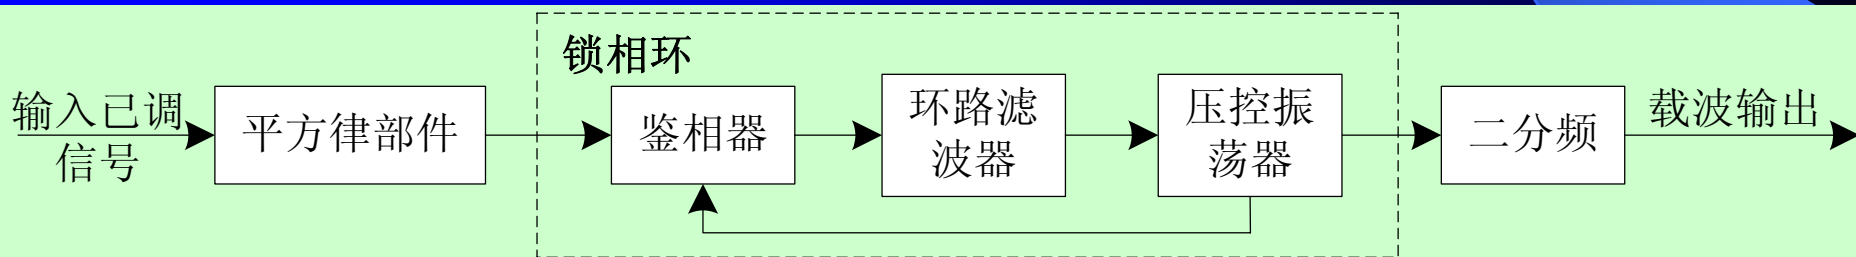 锁相环
输入已调
信号
平方律部件
鉴相器
环路滤
波器
压控振
荡器
二分频
载波输出